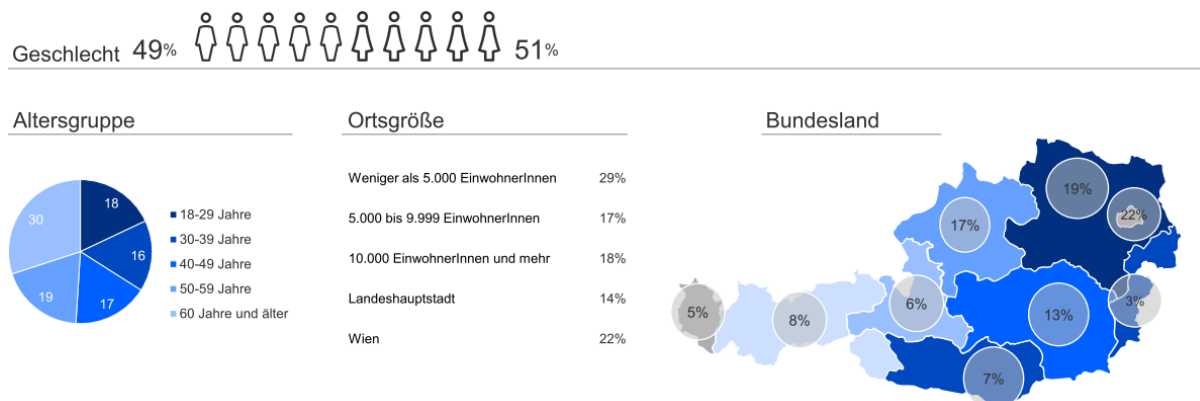 Geschlecht 49% 51%
Altersgruppe
18
16
17
19
30
18-29 Jahre
30-39 Jahre
40-49 Jahre
50-59 Jahre
60 Jahre und älter
Ortsgröße
Weniger als 5.000 EinwohnerInnen 29%
5.000 bis 9.999 EinwohnerInnen 17%
10.000 EinwohnerInnen und mehr 18%
Landeshauptstadt 14%
Wien 22%
Bundesland
19%
22%
17%
6%
5%
8%
13%
3%
7%